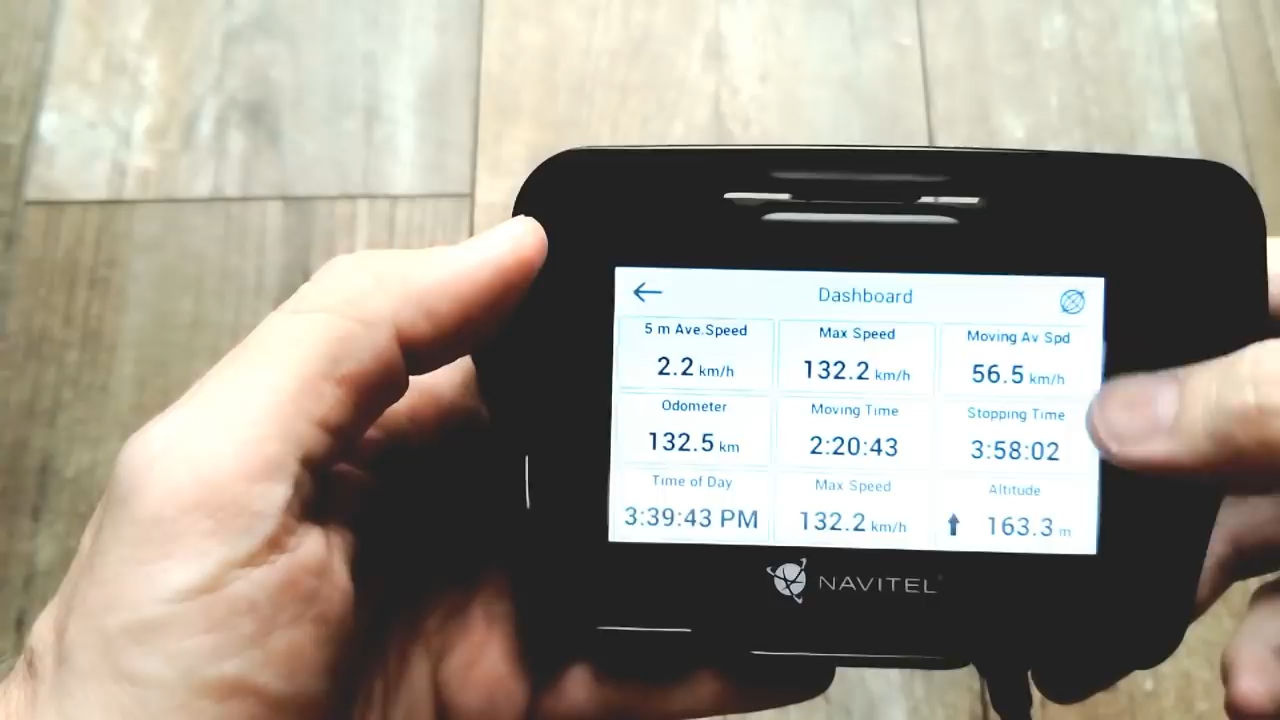 Dashboard
5 m Ave.Speed
2.2 km/h
Max Speed
132.2 km/h
Moving Av Spd
56.5 km/h
Odometer
132.5 km
Moving Time
2:20:43
Stopping Time
3:58:02
Time of Day
3:39:43 PM
Max Speed
132.2 km/h
Altitude
163.3 m
NAVITEL